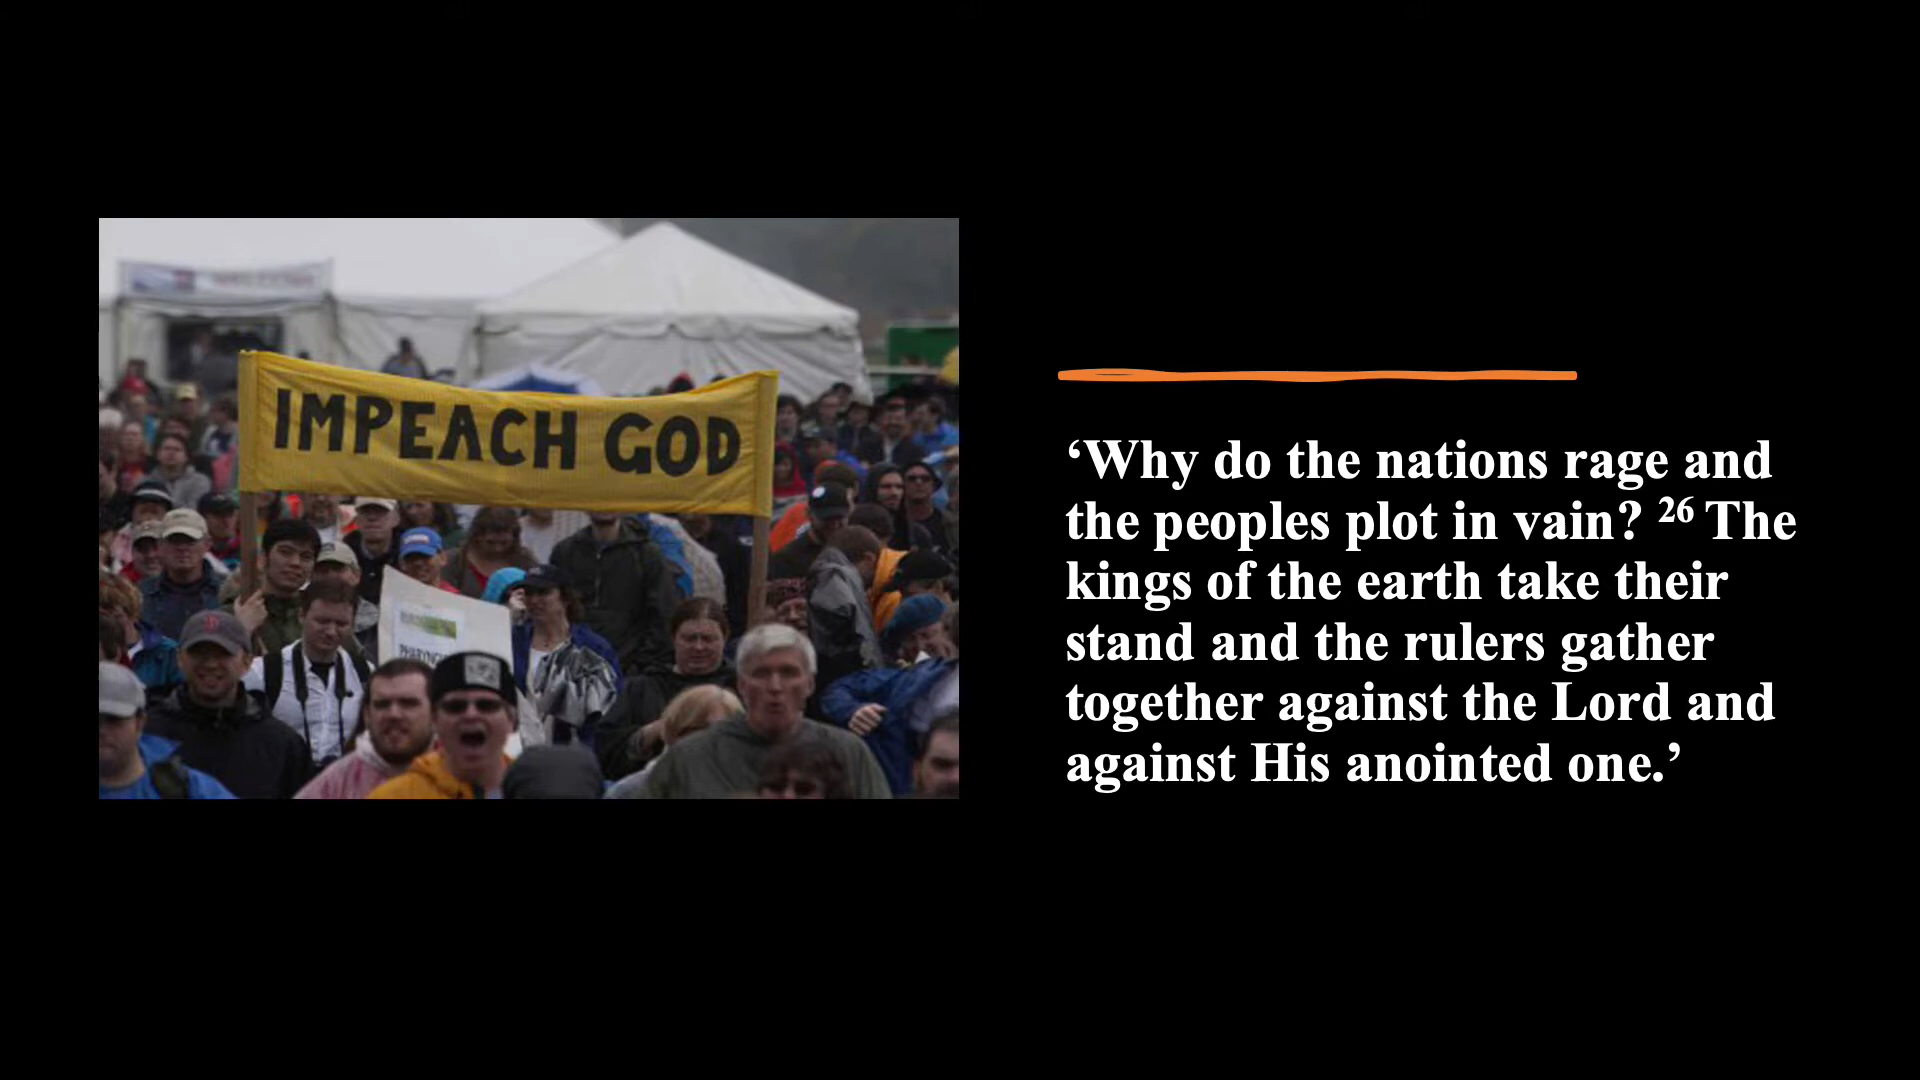 IMPEACH GOD
‘Why do the nations rage and
the peoples plot in vain? ²⁶ The
kings of the earth take their
stand and the rulers gather
together against the Lord and
against His anointed one.’